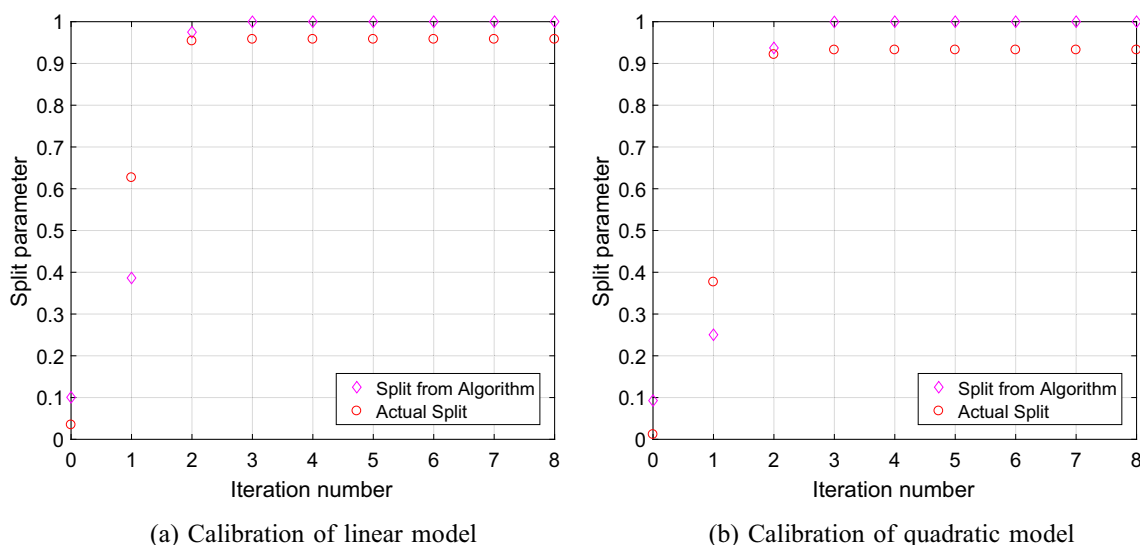 1
0.9
0.8
0.7
0.6
0.5
0.4
0.3
0.2
0.1
0
Split parameter
Split from Algorithm
Actual Split
0 1 2 3 4 5 6 7 8
Iteration number
(a) Calibration of linear model
1
0.9
0.8
0.7
0.6
0.5
0.4
0.3
0.2
0.1
0
Split parameter
Split from Algorithm
Actual Split
0 1 2 3 4 5 6 7 8
Iteration number
(b) Calibration of quadratic model